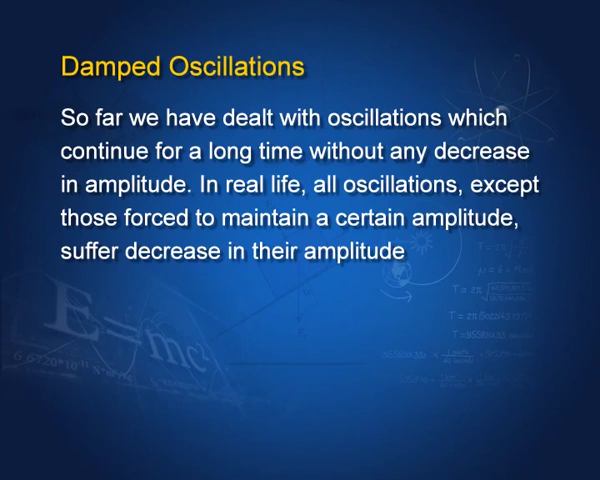 Damped Oscillations
So far we have dealt with oscillations which
continue for a long time without any decrease
in amplitude. In real life, all oscillations, except
those forced to maintain a certain amplitude,
suffer decrease in their amplitude
E=mc²